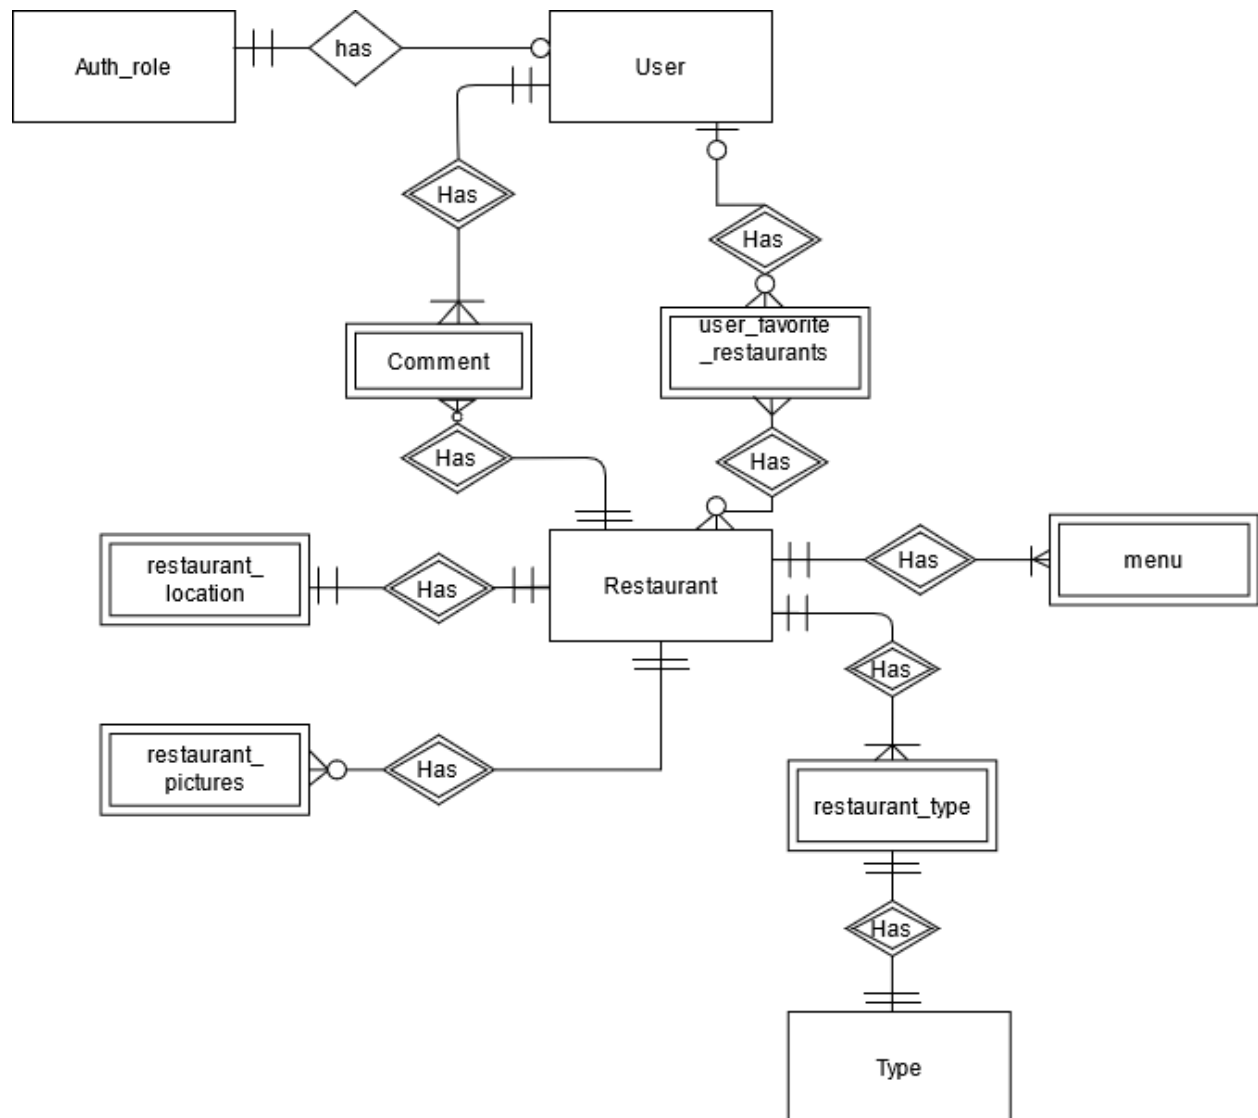 Auth_role
has
User
Has
Has
Comment
user_favorite
_restaurants
Has
Has
restaurant_
location
Has
Restaurant
Has
menu
Has
restaurant_
pictures
Has
restaurant_type
Has
Type